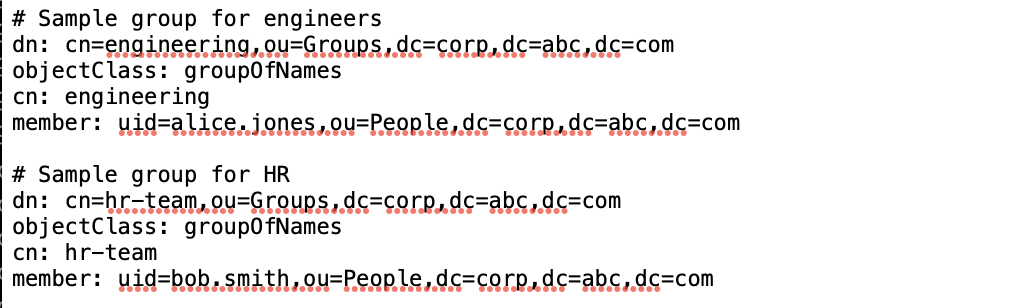 # Sample group for engineers
dn: cn=engineering,ou=Groups,dc=corp,dc=abc,dc=com
objectClass: groupOfNames
cn: engineering
member: uid=alice.jones,ou=People,dc=corp,dc=abc,dc=com

# Sample group for HR
dn: cn=hr-team,ou=Groups,dc=corp,dc=abc,dc=com
objectClass: groupOfNames
cn: hr-team
member: uid=bob.smith,ou=People,dc=corp,dc=abc,dc=com